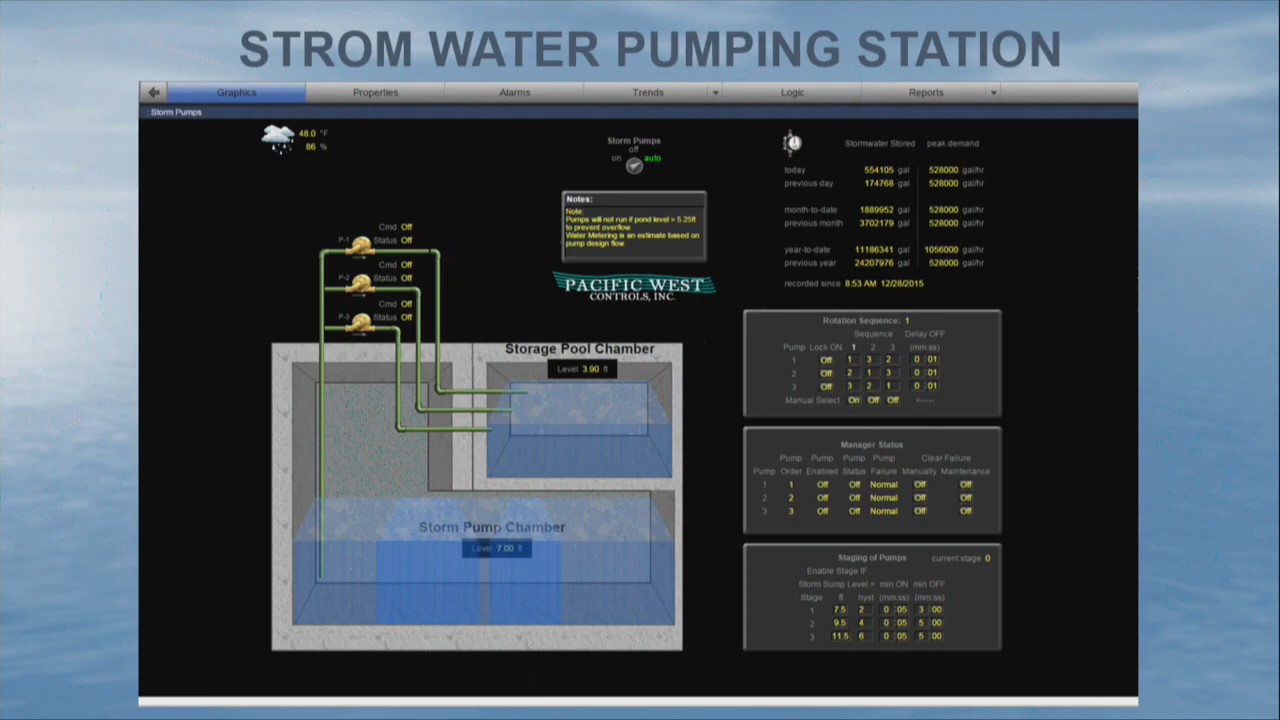 STROM WATER PUMPING STATION
Graphics Properties Alarms Trends Logic Reports
Storm Pumps
48.0 °F
86 %
Storm Pumps
off
on auto
Notes:
Note:
Pumps will not run if pond level > 5.25ft
to prevent overflow
Water Metering is an estimate based on
pump design flow.
PACIFIC WEST
CONTROLS, INC.
Stormwater Stored peak demand
today 554105 gal 528000 gal/hr
previous day 174768 gal 528000 gal/hr
month-to-date 1889952 gal 528000 gal/hr
previous month 3702179 gal 528000 gal/hr
year-to-date 11186341 gal 1056000 gal/hr
previous year 24207976 gal 528000 gal/hr
recorded since 8:53 AM 12/28/2015
Cmd Off
P-1 Status Off
Cmd Off
P-2 Status Off
Cmd Off
P-3 Status Off
Storage Pool Chamber
Level 3.90 ft
Storm Pump Chamber
Level 7.00 ft
Rotation Sequence: 1
Sequence Delay OFF
Pump Lock ON 1 2 3 (mm:ss)
1 Off 1 3 2 0 :01
2 Off 2 1 3 0 :01
3 Off 3 2 1 0 :01
Manual Select On Off Off <----
Manager Status
Pump Pump Pump Pump Clear Failure
Pump Order Enabled Status Failure Manually Maintenance
1 1 Off Off Normal Off Off
2 2 Off Off Normal Off Off
3 3 Off Off Normal Off Off
Staging of Pumps current stage 0
Enable Stage IF
Storm Sump Level > min ON min OFF
Stage ft hyst (mm:ss) (mm:ss)
1 7.5 2 0 :05 3 :00
2 9.5 4 0 :05 5 :00
3 11.5 6 0 :05 5 :00